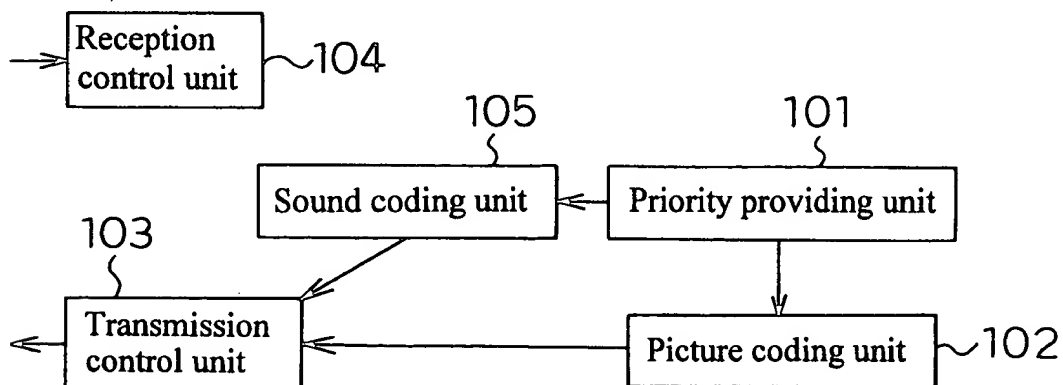 Reception
control unit
104
105
101
Sound coding unit
Priority providing unit
103
Transmission
control unit
Picture coding unit
102